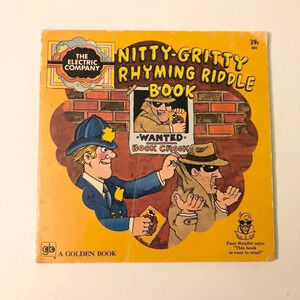 THE
ELECTRIC
COMPANY
39¢
NITTY-GRITTY
RHYMING RIDDLE
BOOK
WANTED
BOOK CROOK
Easy Reader says,
"This book
is easy to read!"
A GOLDEN BOOK